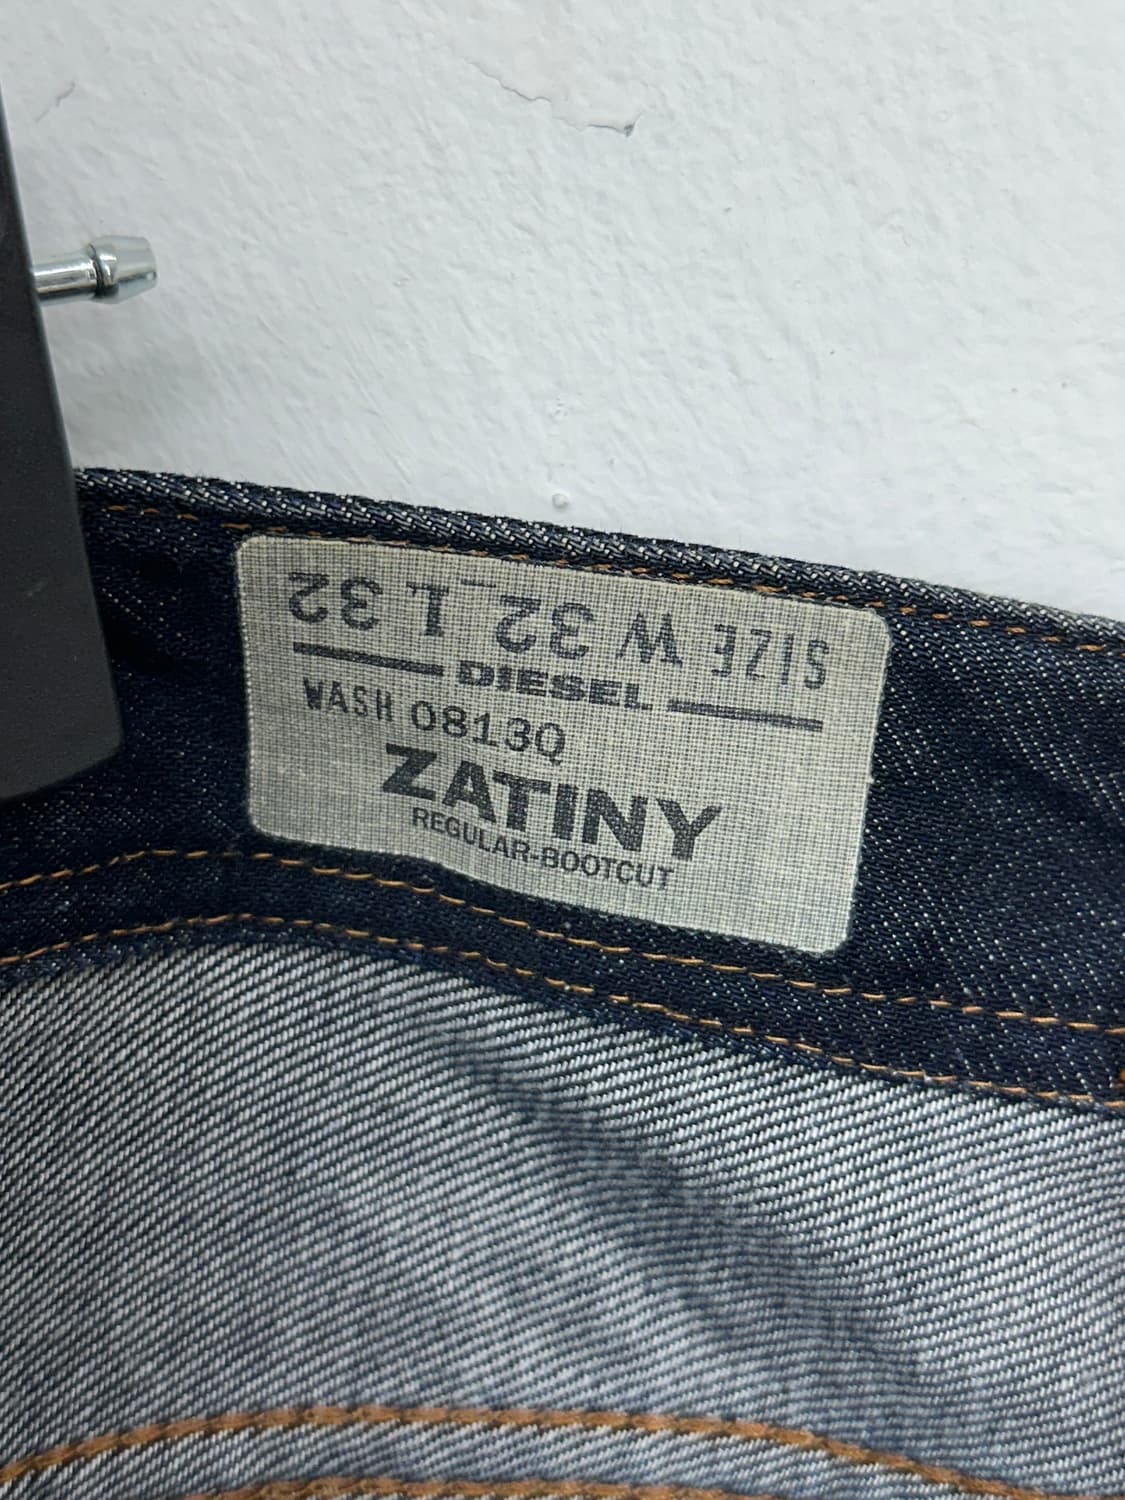 SIZE W 32 L 32
DIESEL
WASH 0813Q
ZATINY
REGULAR-BOOTCUT